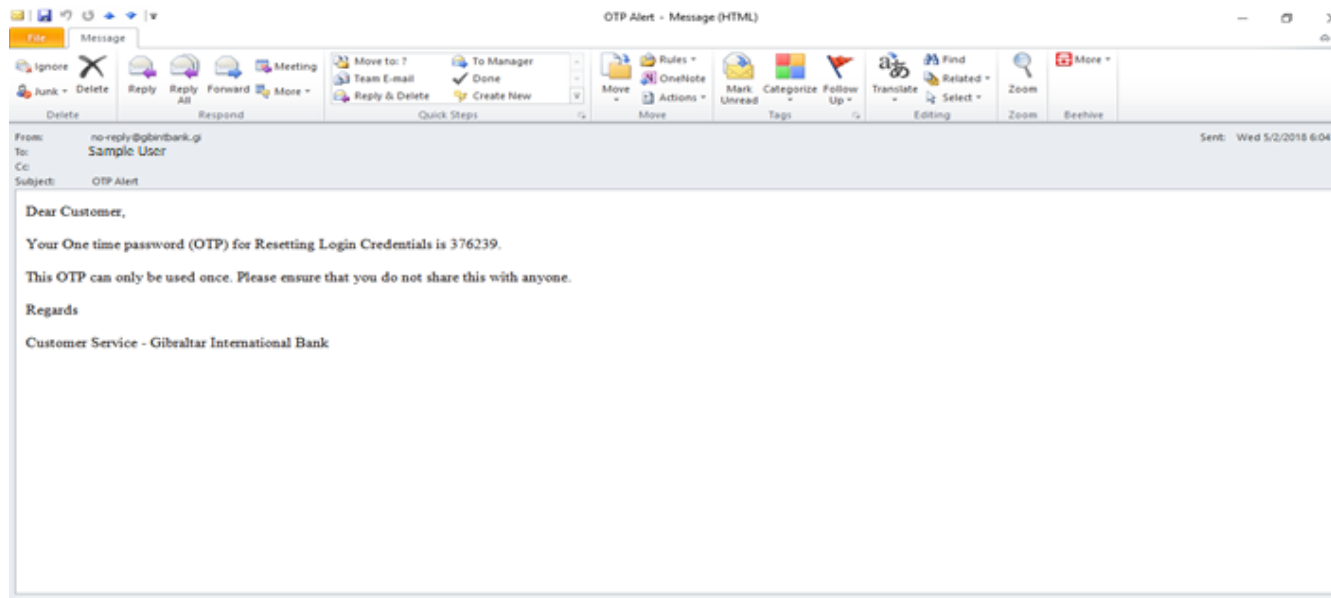 OTP Alert - Message (HTML)
File Message
Ignore
Junk
Delete
Reply
Reply All
Forward
Meeting
More
Move to: ?
Team E-mail
Reply & Delete
To Manager
Done
Create New
Move
Rules
OneNote
Actions
Mark Unread
Categorize
Follow Up
Translate
Find
Related
Select
Zoom
More
Delete Respond Quick Steps Move Tags Editing Zoom Beehive
From: no-reply@gbintbank.gi Sent: Wed 5/2/2018 6:04
To: Sample User
Cc:
Subject: OTP Alert
Dear Customer,
Your One time password (OTP) for Resetting Login Credentials is 376239.
This OTP can only be used once. Please ensure that you do not share this with anyone.
Regards
Customer Service - Gibraltar International Bank